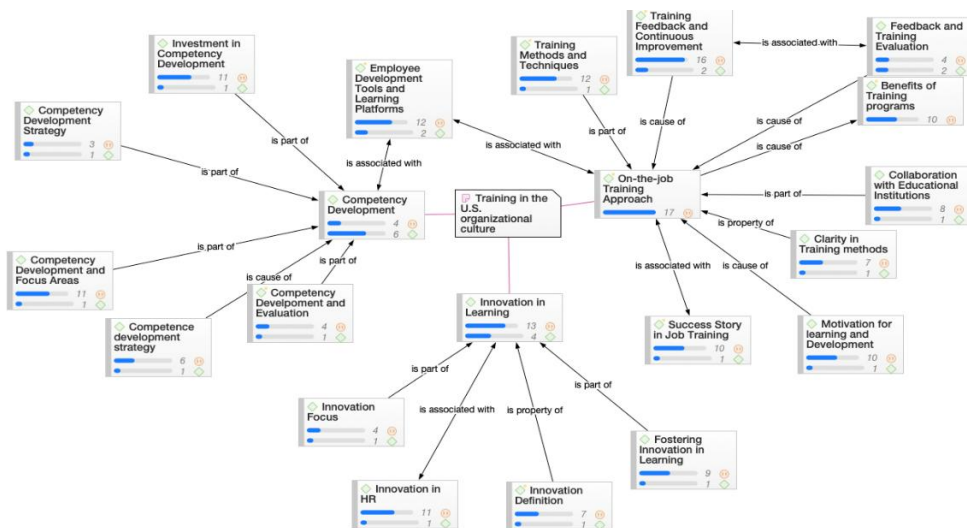 Training
Feedback and
Continuous
Improvement
16
2
is associated with
Feedback and
Training
Evaluation
4
2
Investment in
Competency
Development
11
1
Training
Methods and
Techniques
12
1
Employee
Development
Tools and
Learning
Platforms
12
2
Benefits of
Training
programs
10
Competency
Development
Strategy
3
1
is part of
is part of
is associated with
is associated with
is part of
is cause of
is cause of
is cause of
On-the-job
Training
Approach
17
Collaboration
with Educational
Institutions
8
1
is part of
Competency
Development
4
6
Training in the
U.S.
organizational
culture
is property of
Clarity in
Training methods
7
1
is part of
Competency
Development and
Focus Areas
11
1
is cause of
is part of
Competency
Develpoment and
Evaluation
4
1
Competence
development
strategy
6
1
Innovation in
Learning
13
4
is associated with
is cause of
Success Story
in Job Training
10
1
Motivation for
learning and
Development
10
1
is part of
is associated with
is property of
is part of
Innovation
Focus
4
1
Fostering
Innovation in
Learning
9
1
Innovation in
HR
11
1
Innovation
Definition
7
1